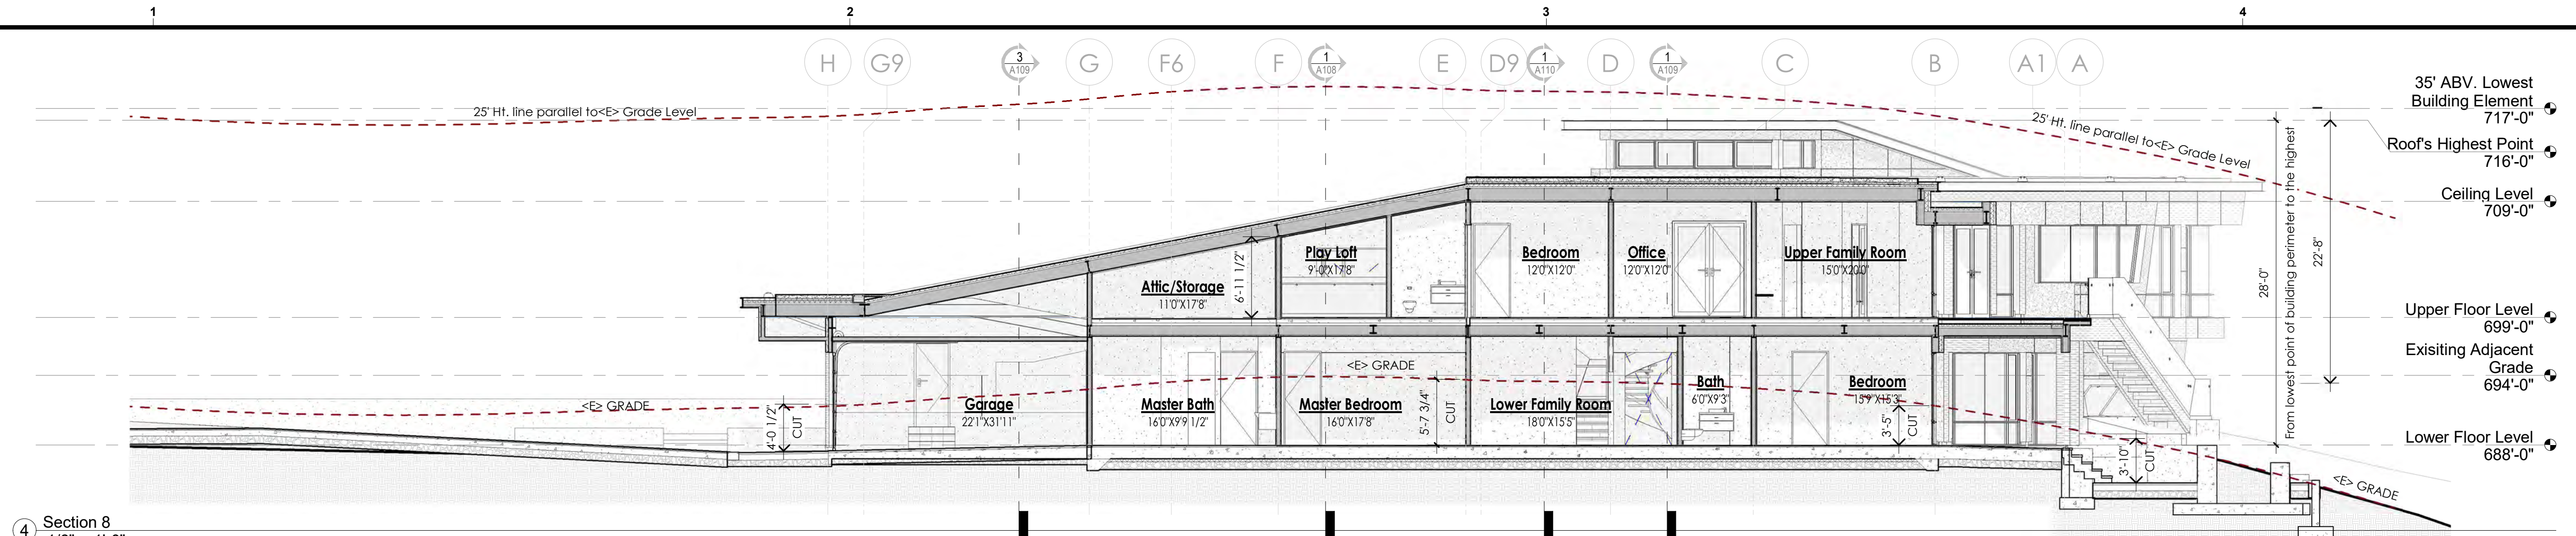 1
2
3
4
H
G9
3
A109
G
F6
F
1
A108
E
D9
1
A110
D
1
A109
C
B
A1
A
35' ABV. Lowest
Building Element
717'-0"
25' Ht. line parallel to<E> Grade Level
25' Ht. line parallel to<E> Grade Level
Roof's Highest Point
716'-0"
Ceiling Level
709'-0"
Play Loft
9'-0"X17'8"
Bedroom
12'0"X12'0"
Office
12'0"X12'0"
Upper Family Room
15'0"X20'0"
Attic/Storage
11'0"X17'8"
6'-11 1/2"
28'-0"
From lowest point of building perimeter to the highest
22'-8"
Upper Floor Level
699'-0"
Exisiting Adjacent
Grade
694'-0"
<E> GRADE
<E> GRADE
Garage
22'1"X31'11"
Master Bath
16'0"X9'9 1/2"
Master Bedroom
16'0"X17'8"
Lower Family Room
18'0"X15'5"
Bath
6'0"X9'3"
Bedroom
15'9"X15'3"
4'-0 1/2"
CUT
5'-7 3/4"
CUT
3'-5"
CUT
3'-10"
CUT
Lower Floor Level
688'-0"
<E> GRADE
4
Section 8